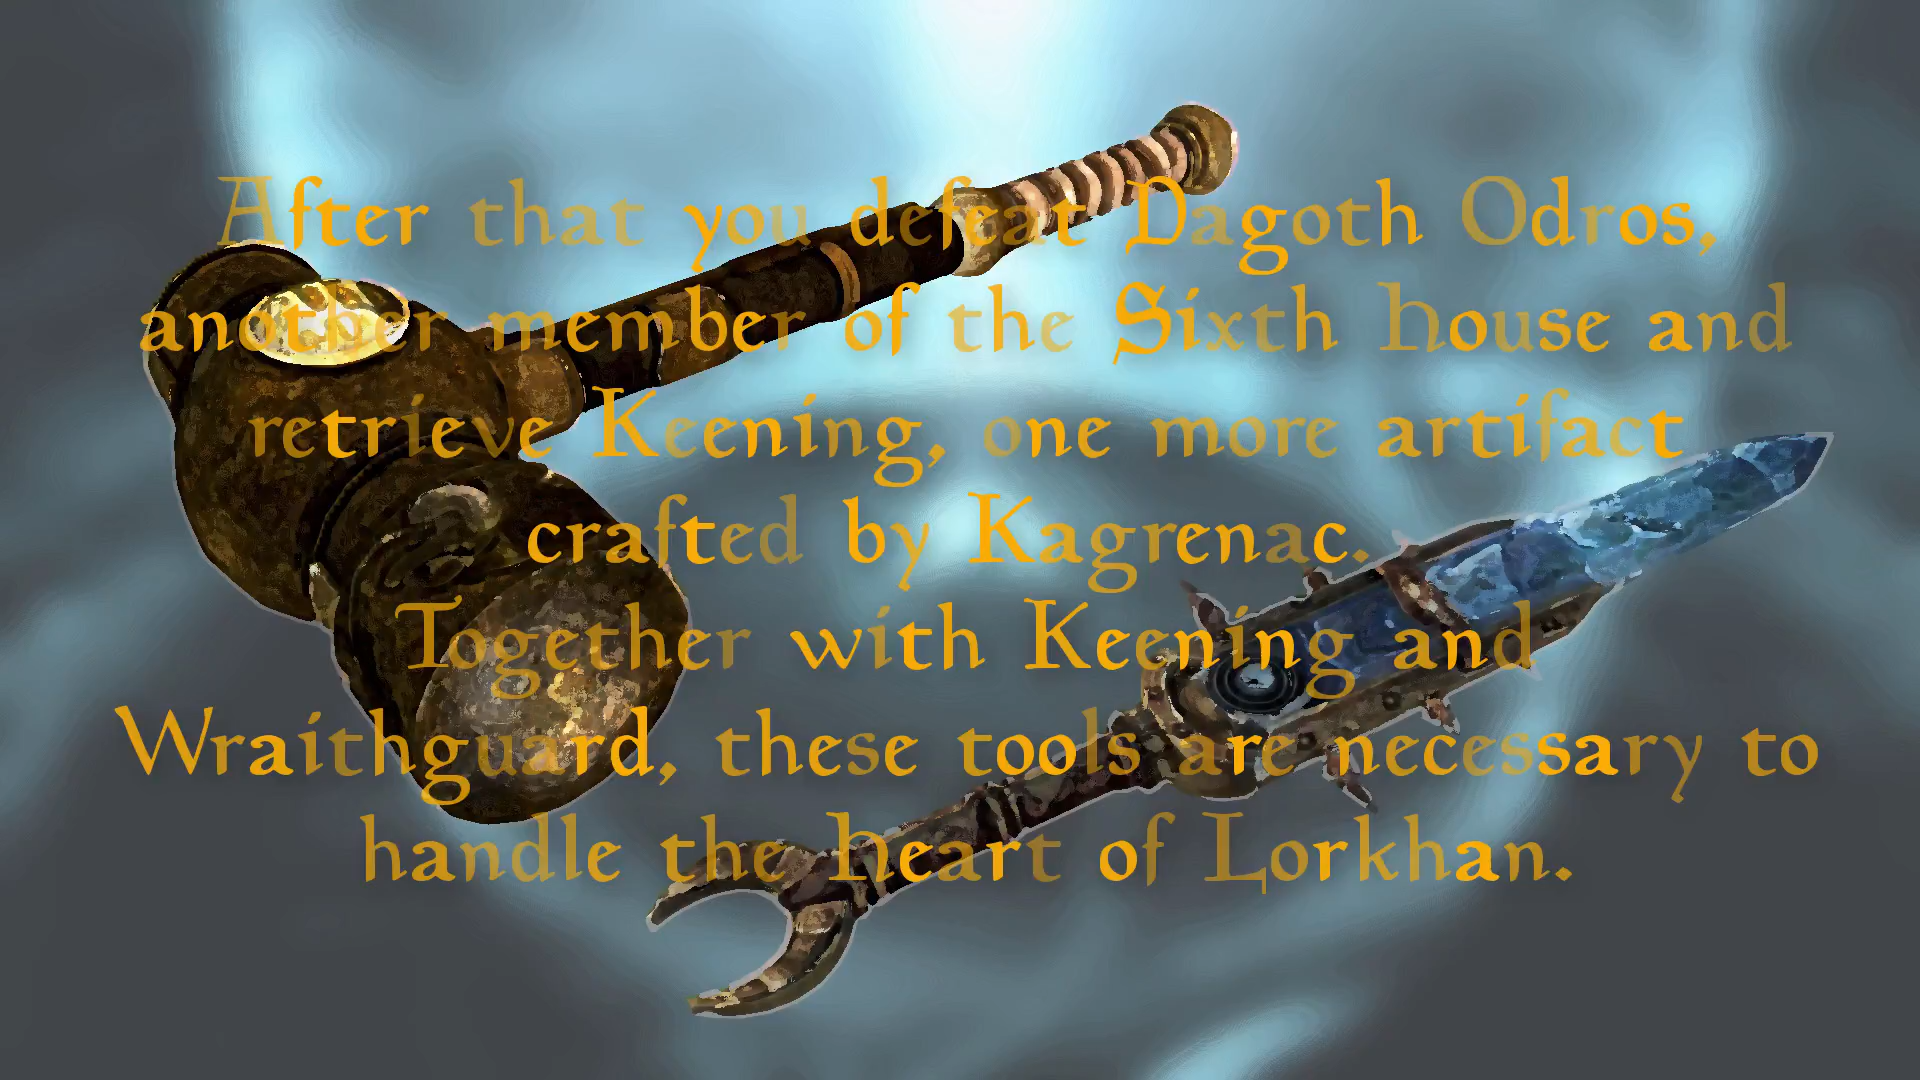 After that you defeat Dagoth Odros,
another member of the Sixth House and
retrieve Keening, one more artifact
crafted by Kagrenac.
Together with Keening and
Wraithguard, these tools are necessary to
handle the Heart of Lorkhan.